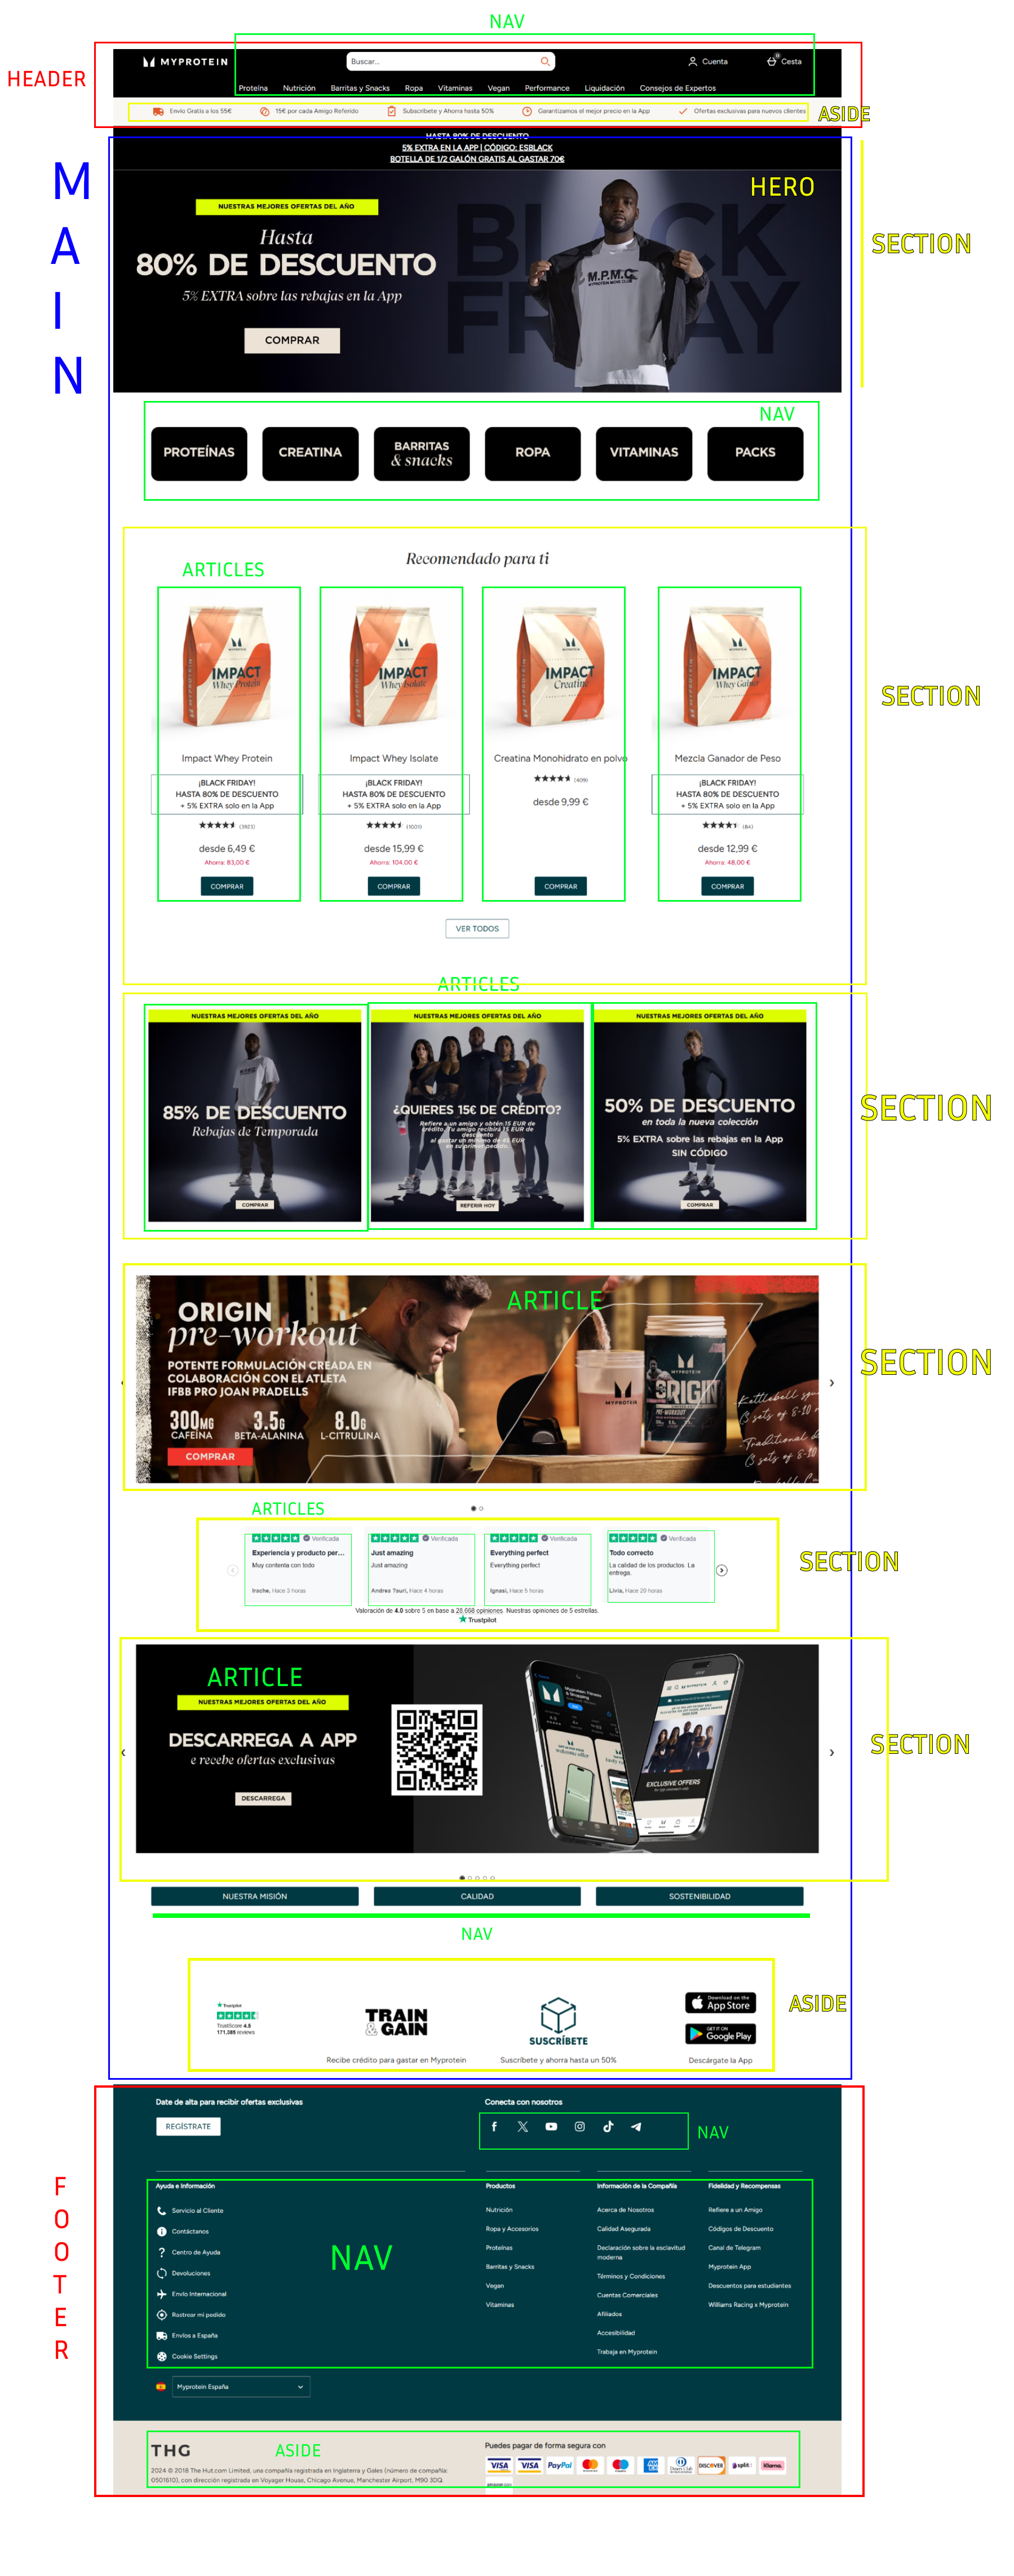 NAV
HEADER
MYPROTEIN
Buscar...
Cuenta
0
Cesta
Proteína Nutrición Barritas y Snacks Ropa Vitaminas Vegan Performance Liquidación Consejos de Expertos
Envío Gratis a los 55€
15€ por cada Amigo Referido
Subscríbete y Ahorra hasta 50%
Garantizamos el mejor precio en la App
Ofertas exclusivas para nuevos clientes
ASIDE
HASTA 80% DE DESCUENTO
5% EXTRA EN LA APP | CÓDIGO: ESBLACK
BOTELLA DE 1/2 GALÓN GRATIS AL GASTAR 70€
MAIN
HERO
SECTION
BLACK
FRIDAY
M.P.M.C
MYPROTEIN MOVE CLUB
NUESTRAS MEJORES OFERTAS DEL AÑO
Hasta
80% DE DESCUENTO
5% EXTRA sobre las rebajas en la App
COMPRAR
NAV
PROTEÍNAS
CREATINA
BARRITAS
& snacks
ROPA
VITAMINAS
PACKS
Recomendado para ti
ARTICLES
SECTION
MYPROTEIN
IMPACT
Whey Protein
MYPROTEIN
IMPACT
Whey Isolate
MYPROTEIN
IMPACT
Creatine
MYPROTEIN
IMPACT
Whey Gainer
Impact Whey Protein
¡BLACK FRIDAY!
HASTA 80% DE DESCUENTO
+ 5% EXTRA solo en la App
desde 6,49 €
Ahorra: 83,00 €
COMPRAR
Impact Whey Isolate
¡BLACK FRIDAY!
HASTA 80% DE DESCUENTO
+ 5% EXTRA solo en la App
(1001)
desde 15,99 €
Ahorra: 104,00 €
COMPRAR
Creatina Monohidrato en polvo
(409)
desde 9,99 €
COMPRAR
Mezcla Ganador de Peso
¡BLACK FRIDAY!
HASTA 80% DE DESCUENTO
+ 5% EXTRA solo en la App
(84)
desde 12,99 €
Ahorra: 48,00 €
COMPRAR
VER TODOS
ARTICLES
SECTION
NUESTRAS MEJORES OFERTAS DEL AÑO
85% DE DESCUENTO
Rebajas de Temporada
COMPRAR
NUESTRAS MEJORES OFERTAS DEL AÑO
¿QUIERES 15€ DE CRÉDITO?
Refiere a un amigo y obtén 15 EUR de
crédito. Tu amigo recibirá 15 EUR de
descuento
al gastar un mínimo de 45 EUR
en su primer pedido.
REFERIR HOY
NUESTRAS MEJORES OFERTAS DEL AÑO
50% DE DESCUENTO
en toda la nueva colección
5% EXTRA sobre las rebajas en la App
SIN CÓDIGO
COMPRAR
ARTICLE
SECTION
ORIGIN
pre-workout
POTENTE FORMULACIÓN CREADA EN
COLABORACIÓN CON EL ATLETA
IFBB PRO JOAN PRADELLS
300MG
CAFEÍNA
3.5G
BETA-ALANINA
8.0G
L-CITRULINA
COMPRAR
MYPROTEIN
MYPROTEIN
ORIGIN
PRE-WORKOUT
-Kettlebell
(3 sets of 8-10
-Traditional
(3 sets of 8-10
ARTICLES
SECTION
Verificada
Experiencia y producto per...
Muy contenta con todo
Irache, Hace 3 horas
Verificada
Just amazing
Just amazing
Andrea Tauri, Hace 4 horas
Verificada
Everything perfect
Everything perfect
Ignasi, Hace 5 horas
Verificada
Todo correcto
La calidad de los productos. La
entrega.
Livia, Hace 20 horas
Valoración de 4.0 sobre 5 en base a 28,668 opiniones. Nuestras opiniones de 5 estrellas.
Trustpilot
ARTICLE
SECTION
NUESTRAS MEJORES OFERTAS DEL AÑO
DESCARREGA A APP
e recebe ofertas exclusivas
DESCARREGA
MYPROTEIN
EXCLUSIVE OFFERS
NUESTRA MISIÓN
CALIDAD
SOSTENIBILIDAD
NAV
ASIDE
Trustpilot
TrustScore 4.5
171,385 reviews
TRAIN
& GAIN
Recibe crédito para gastar en Myprotein
SUSCRÍBETE
Suscríbete y ahorra hasta un 50%
Download on the
App Store
GET IT ON
Google Play
Descárgate la App
FOOTER
Date de alta para recibir ofertas exclusivas
REGÍSTRATE
Conecta con nosotros
NAV
Ayuda e Información
Servicio al Cliente
Contáctanos
Centro de Ayuda
Devoluciones
Envío Internacional
Rastrear mi pedido
Envíos a España
Cookie Settings
NAV
Productos
Nutrición
Ropa y Accesorios
Proteínas
Barritas y Snacks
Vegan
Vitaminas
Información de la Compañía
Acerca de Nosotros
Calidad Asegurada
Declaración sobre la esclavitud
moderna
Términos y Condiciones
Cuentas Comerciales
Afiliados
Accesibilidad
Trabaja en Myprotein
Fidelidad y Recompensas
Refiere a un Amigo
Códigos de Descuento
Canal de Telegram
Myprotein App
Descuentos para estudiantes
Williams Racing x Myprotein
Myprotein España
THG
ASIDE
2024 © 2018 The Hut.com Limited, una compañía registrada en Inglaterra y Gales (número de compañía:
0501610), con dirección registrada en Voyager House, Chicago Avenue, Manchester Airport, M90 3DQ
Puedes pagar de forma segura con
VISA
VISA
PayPal
DISCOVER
splitit
Klarna.